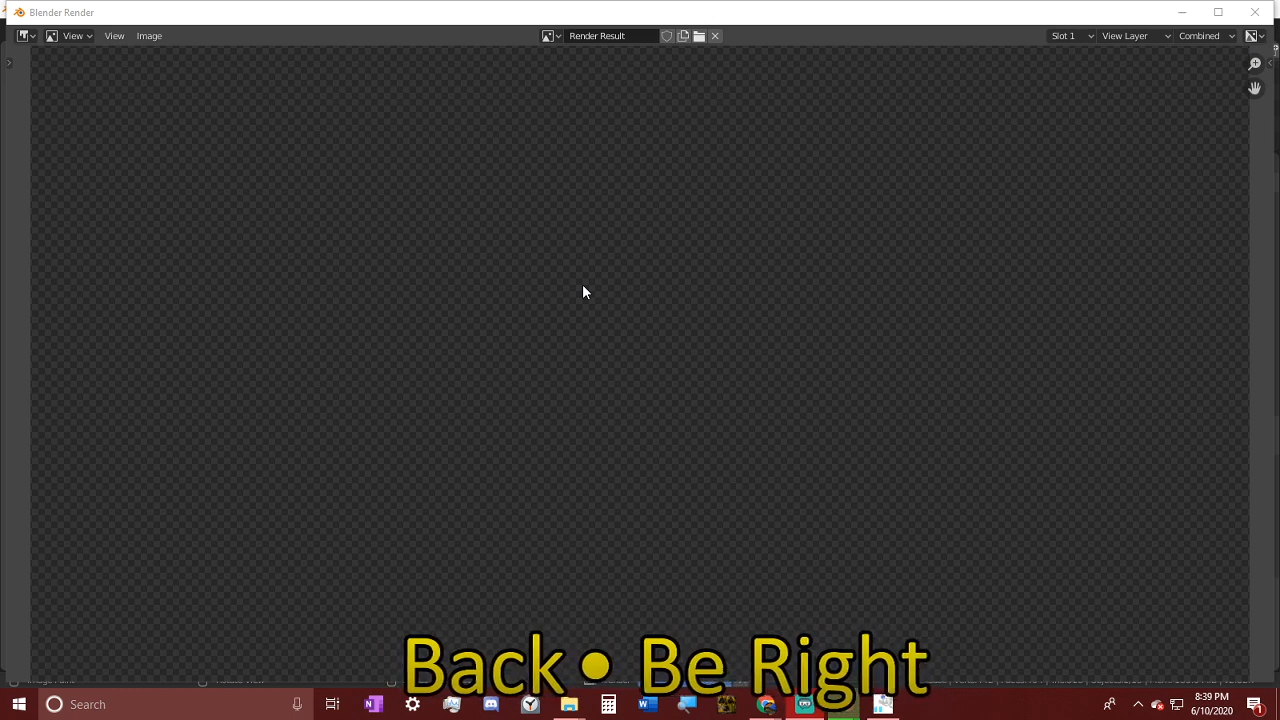 Blender Render
View View Image Render Result Slot 1 View Layer Combined
Back • Be Right
Search 8:39 PM
6/10/2020